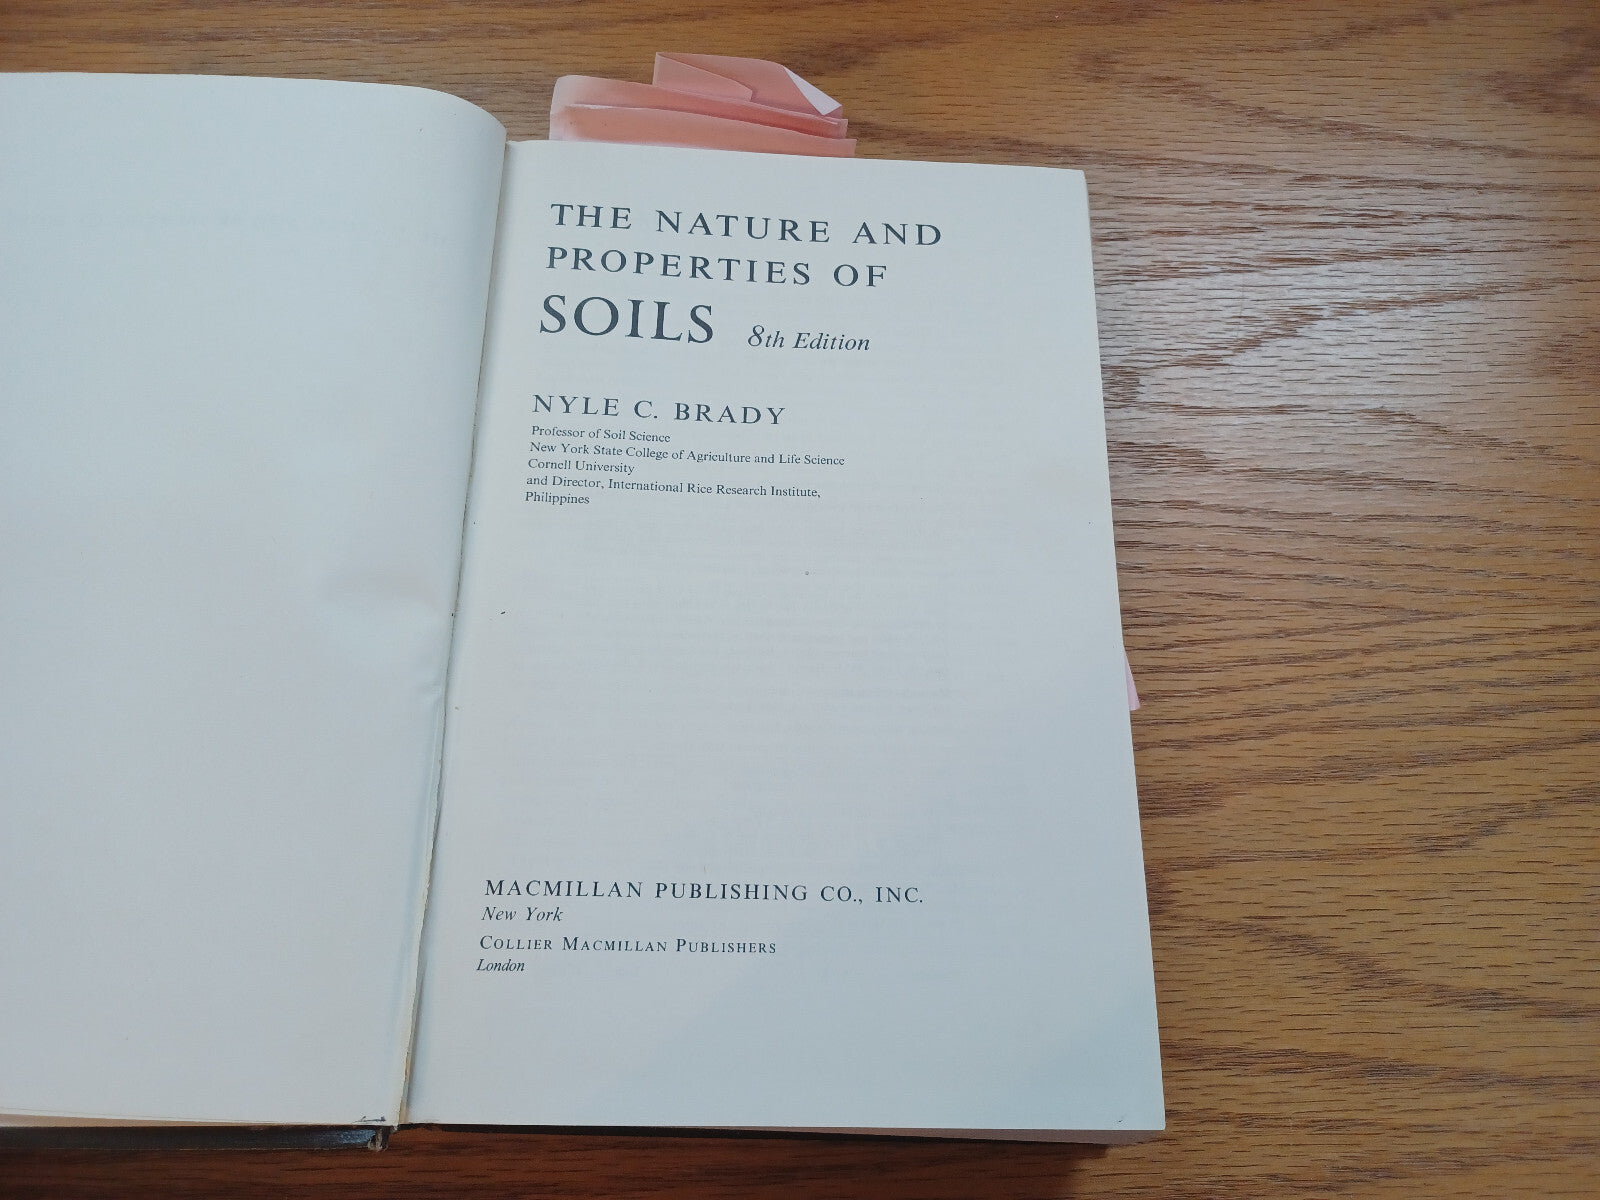 THE NATURE AND
PROPERTIES OF
SOILS 8th Edition
NYLE C. BRADY
Professor of Soil Science
New York State College of Agriculture and Life Science
Cornell University
and Director, International Rice Research Institute,
Philippines
MACMILLAN PUBLISHING CO., INC.
New York
COLLIER MACMILLAN PUBLISHERS
London